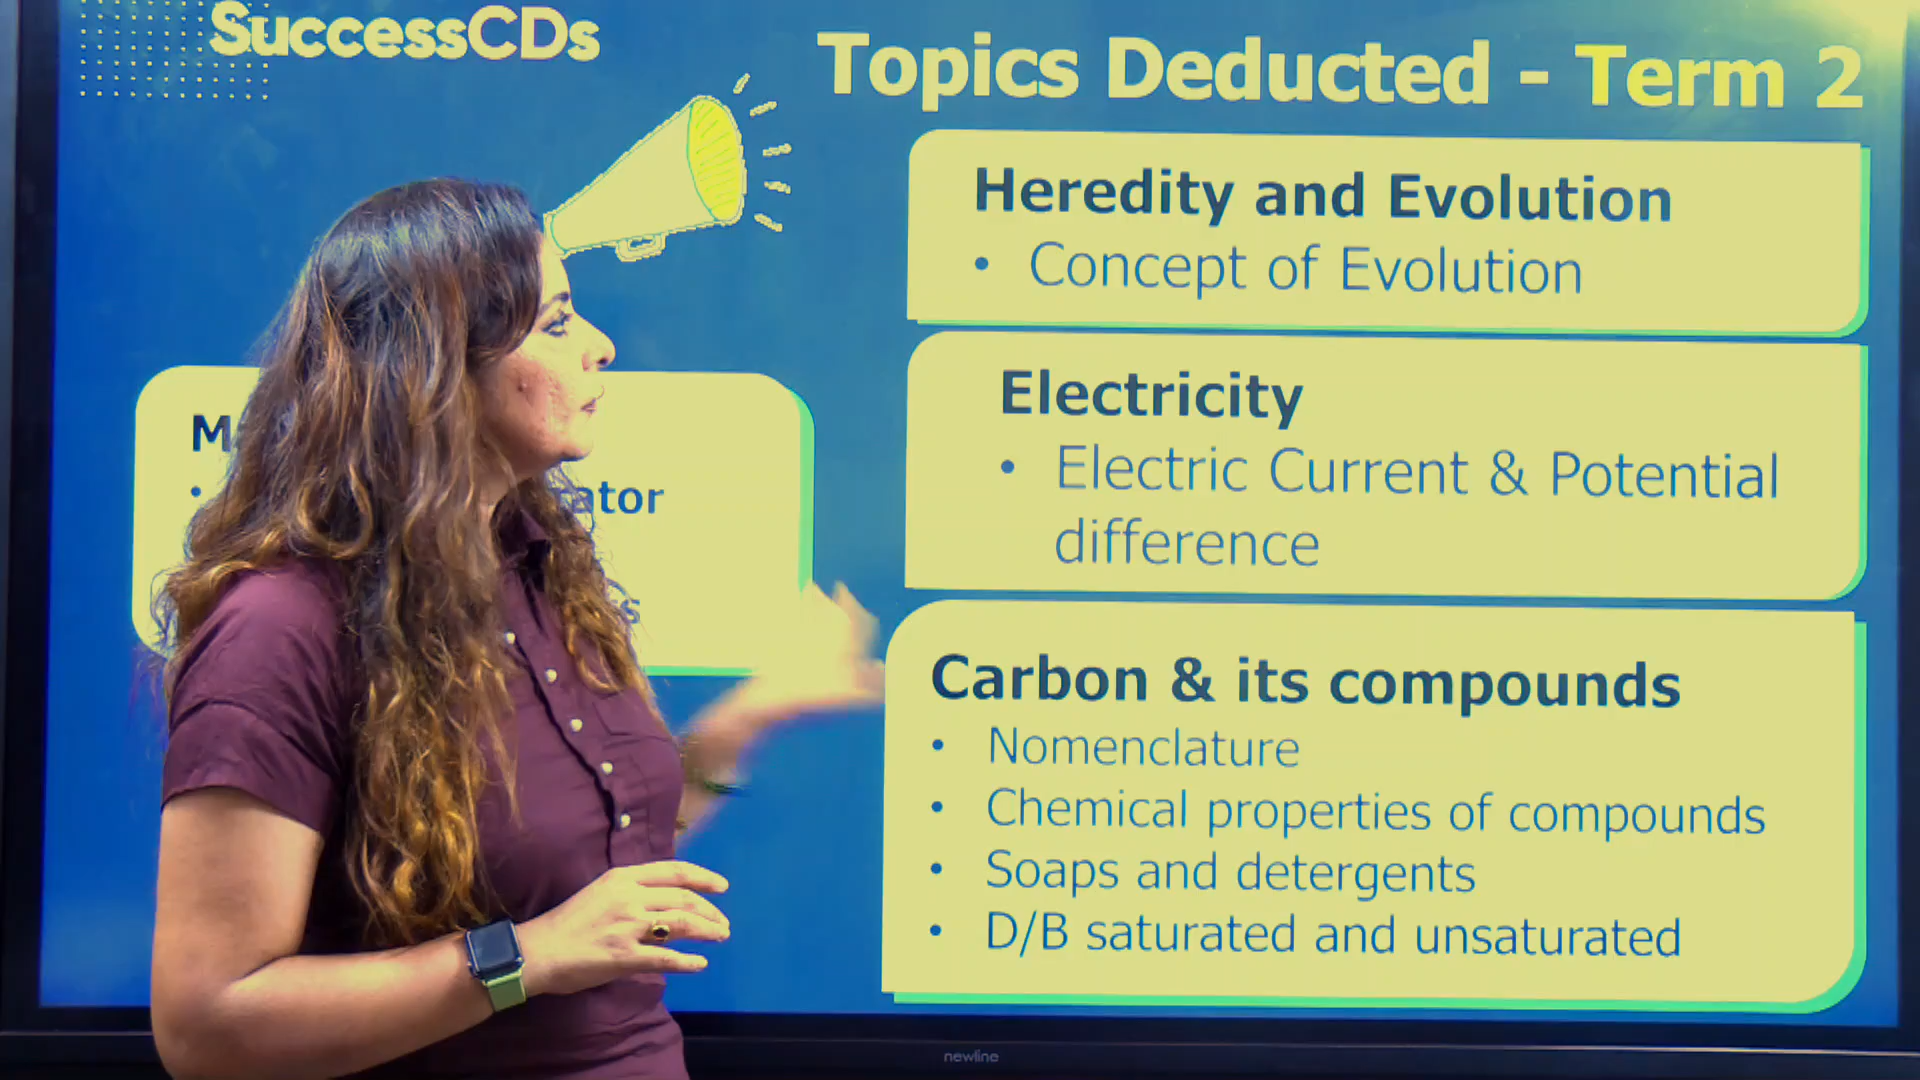 SuccessCDs
Topics Deducted - Term 2
Heredity and Evolution
• Concept of Evolution
Electricity
• Electric Current & Potential
difference
Carbon & its compounds
• Nomenclature
• Chemical properties of compounds
• Soaps and detergents
• D/B saturated and unsaturated
newline